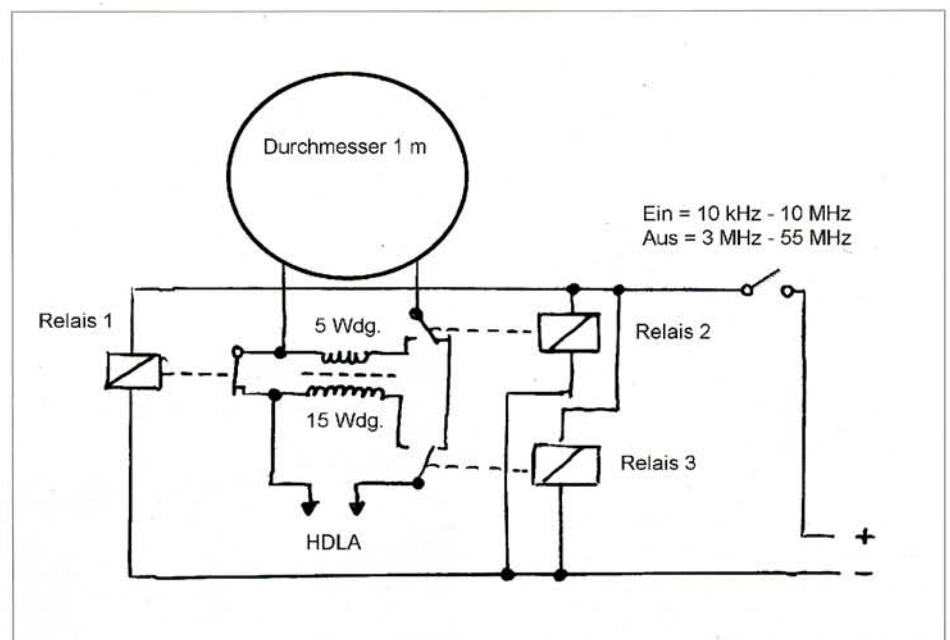 Durchmesser 1 m
Ein = 10 kHz - 10 MHz
Aus = 3 MHz - 55 MHz
Relais 1
5 Wdg.
Relais 2
15 Wdg.
Relais 3
HDLA
+
-